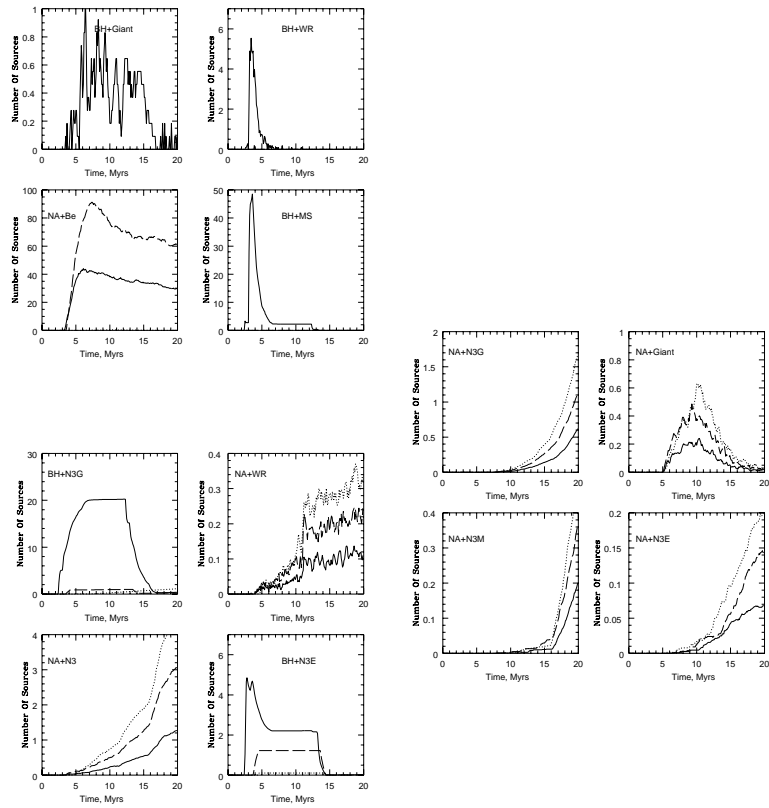 BH+Giant
Number Of Sources
0
0.2
0.4
0.6
0.8
1
0 5 10 15 20
Time, Myrs
BH+WR
Number Of Sources
0
2
4
6
0 5 10 15 20
Time, Myrs
NA+Be
Number Of Sources
0
20
40
60
80
100
0 5 10 15 20
Time, Myrs
BH+MS
Number Of Sources
0
10
20
30
40
50
0 5 10 15 20
Time, Myrs
NA+N3G
Number Of Sources
0
0.5
1
1.5
2
0 5 10 15 20
Time, Myrs
NA+Giant
Number Of Sources
0
0.2
0.4
0.6
0.8
1
0 5 10 15 20
Time, Myrs
BH+N3G
Number Of Sources
0
10
20
30
0 5 10 15 20
Time, Myrs
NA+WR
Number Of Sources
0
0.1
0.2
0.3
0.4
0 5 10 15 20
Time, Myrs
NA+N3M
Number Of Sources
0
0.1
0.2
0.3
0.4
0 5 10 15 20
Time, Myrs
NA+N3E
Number Of Sources
0
0.05
0.1
0.15
0.2
0 5 10 15 20
Time, Myrs
NA+N3
Number Of Sources
0
1
2
3
4
0 5 10 15 20
Time, Myrs
BH+N3E
Number Of Sources
0
2
4
6
0 5 10 15 20
Time, Myrs